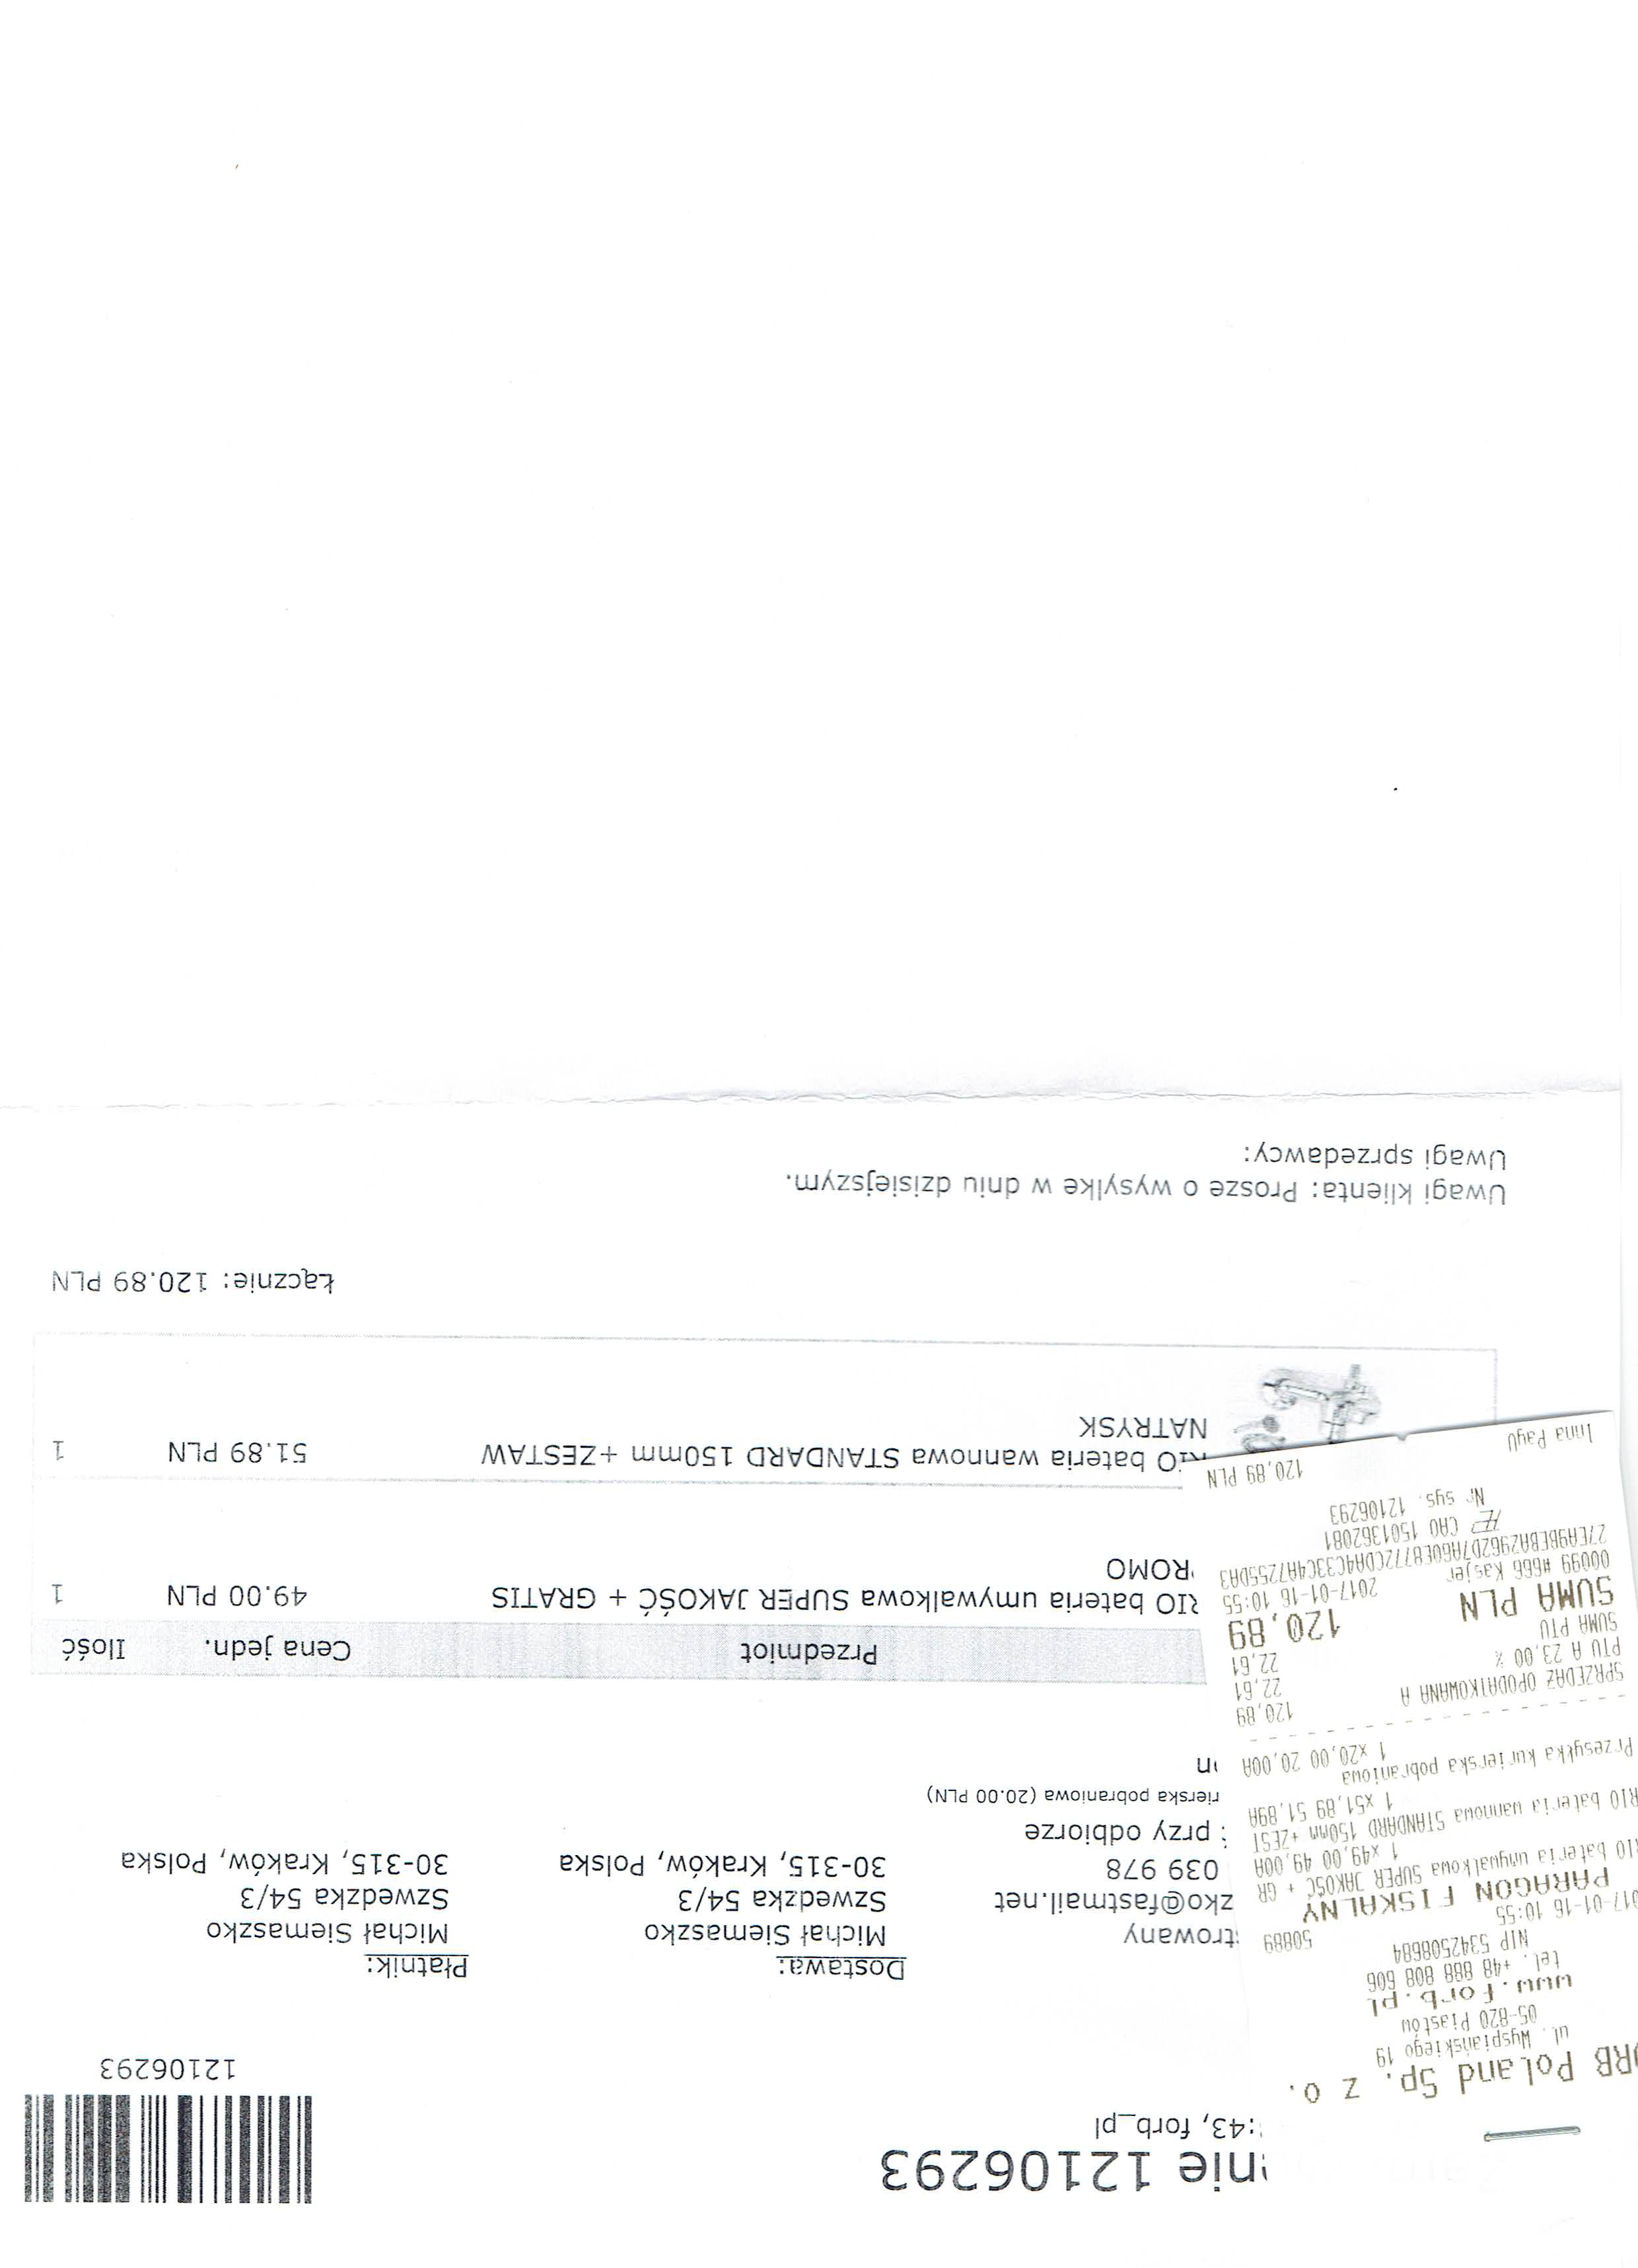 nie 12106293
:43, forb_pl
12106293
strowany
zko@fastmail.net
039 978
: przy odbiorze
rierska pobraniowa (20.00 PLN)
Dostawa:
Michał Siemaszko
Szwedzka 54/3
30-315, Kraków, Polska
Płatnik:
Michał Siemaszko
Szwedzka 54/3
30-315, Kraków, Polska
Przedmiot Cena jedn. Ilość
RIO bateria umywalkowa SUPER JAKOŚĆ + GRATIS 49.00 PLN 1
ROMO
RIO bateria wannowa STANDARD 150mm +ZESTAW 51.89 PLN 1
NATRYSK
Łącznie: 120.89 PLN
Uwagi klienta: Prosze o wysylke w dniu dzisiejszym.
Uwagi sprzedawcy:
ORB Poland Sp. z o.
ul. Wyspiańskiego 19
05-820 Piastów
www.forb.pl
tel. +48 888 808 606
NIP 5342508684
017-01-16 10:55 50889
PARAGON FISKALNY
RIO bateria umywalkowa SUPER JAKOŚĆ + GR
1 x49,00 49,00A
RIO bateria wannowa STANDARD 150mm +ZEST
1 x51,89 51,89A
Przesyłka kurierska pobraniowa
1 x20,00 20,00A
SPRZEDAŻ OPODATKOWANA A 120,89
PTU A 23,00 % 22,61
SUMA PTU 22,61
SUMA PLN 120,89
00099 #666 Kasjer 2017-01-16 10:55
27EA9BEBA2962D7A60E8772CDA4C33C4A7255DA3
CAO 1501362081
Nr sys. 12106293
Inna PayU 120,89 PLN